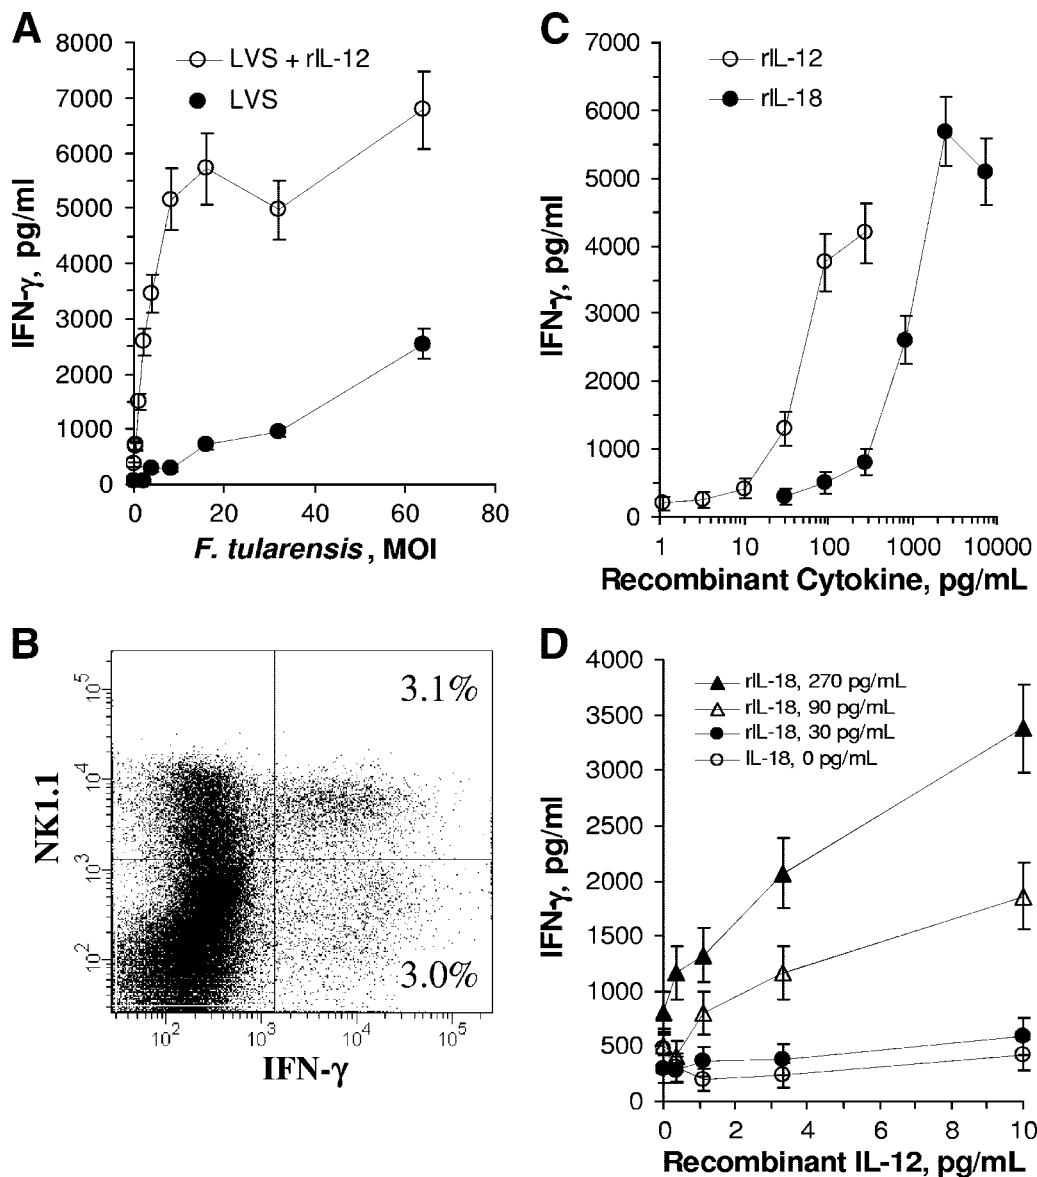 A
8000
7000
6000
5000
4000
3000
2000
1000
0
IFN-γ, pg/ml
LVS + rIL-12
LVS
0 20 40 60 80
F. tularensis, MOI
C
7000
6000
5000
4000
3000
2000
1000
0
IFN-γ, pg/ml
rIL-12
rIL-18
1 10 100 1000 10000
Recombinant Cytokine, pg/mL
B
3.1%
3.0%
10⁵
10⁴
10³
10²
NK1.1
10² 10³ 10⁴ 10⁵
IFN-γ
D
4000
3500
3000
2500
2000
1500
1000
500
0
IFN-γ, pg/ml
rIL-18, 270 pg/mL
rIL-18, 90 pg/mL
rIL-18, 30 pg/mL
IL-18, 0 pg/mL
0 2 4 6 8 10
Recombinant IL-12, pg/mL